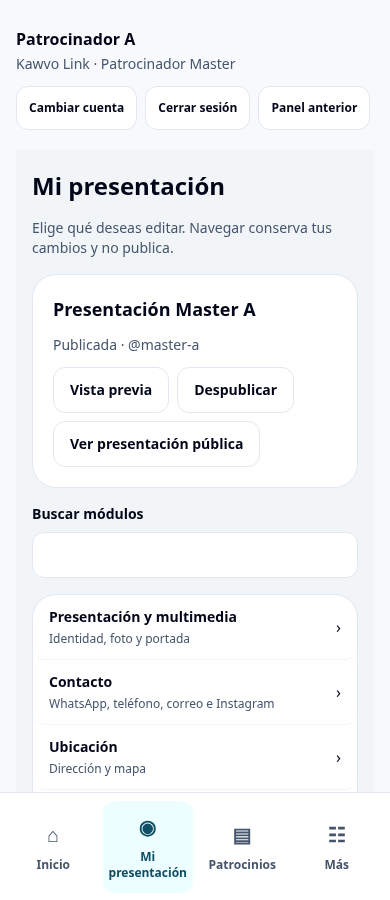 Patrocinador A
Kawvo Link · Patrocinador Master
Cambiar cuenta
Cerrar sesión
Panel anterior
Mi presentación
Elige qué deseas editar. Navegar conserva tus
cambios y no publica.
Presentación Master A
Publicada · @master-a
Vista previa
Despublicar
Ver presentación pública
Buscar módulos
Presentación y multimedia
Identidad, foto y portada
Contacto
WhatsApp, teléfono, correo e Instagram
Ubicación
Dirección y mapa
Inicio
Mi
presentación
Patrocinios
Más